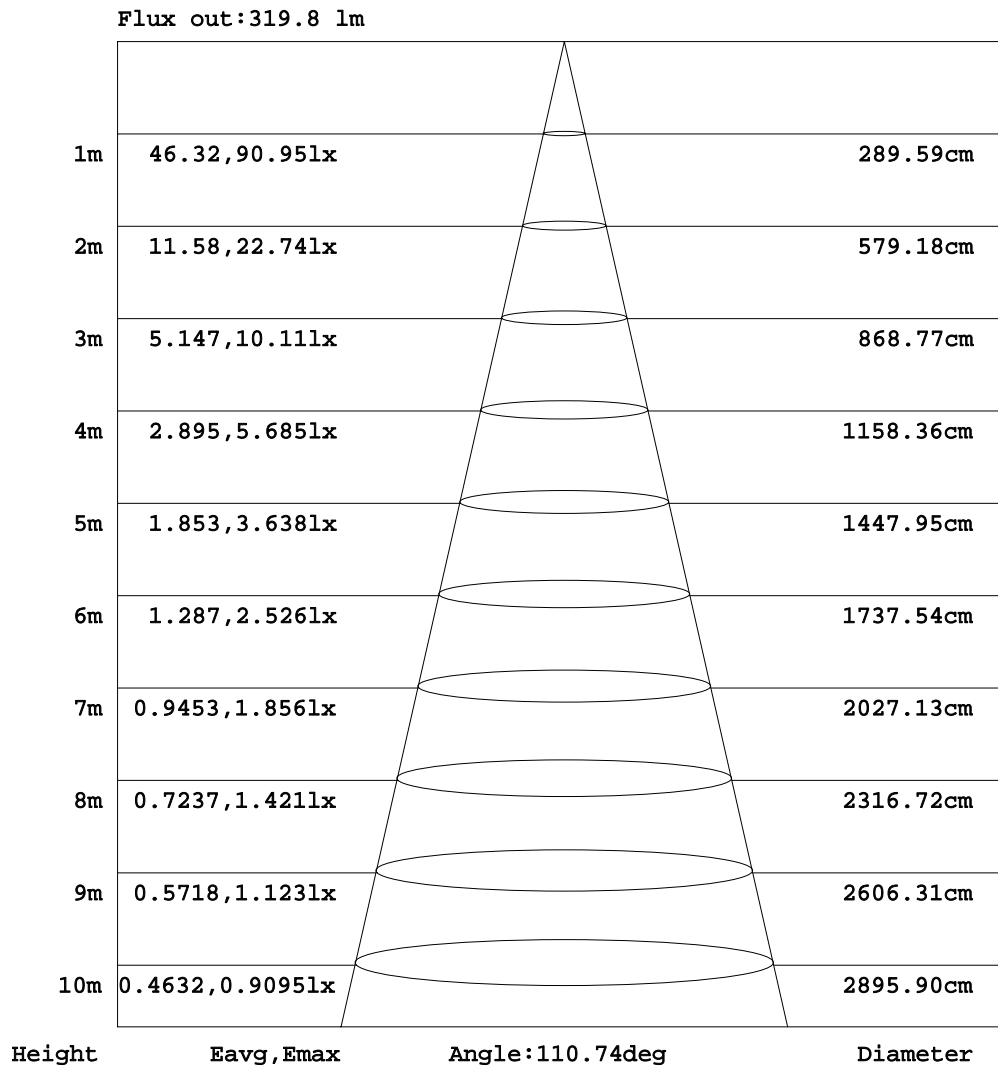 Flux out:319.8 lm
1m 46.32,90.95lx 289.59cm
2m 11.58,22.74lx 579.18cm
3m 5.147,10.11lx 868.77cm
4m 2.895,5.685lx 1158.36cm
5m 1.853,3.638lx 1447.95cm
6m 1.287,2.526lx 1737.54cm
7m 0.9453,1.856lx 2027.13cm
8m 0.7237,1.421lx 2316.72cm
9m 0.5718,1.123lx 2606.31cm
10m 0.4632,0.9095lx 2895.90cm
Height Eavg,Emax Angle:110.74deg Diameter